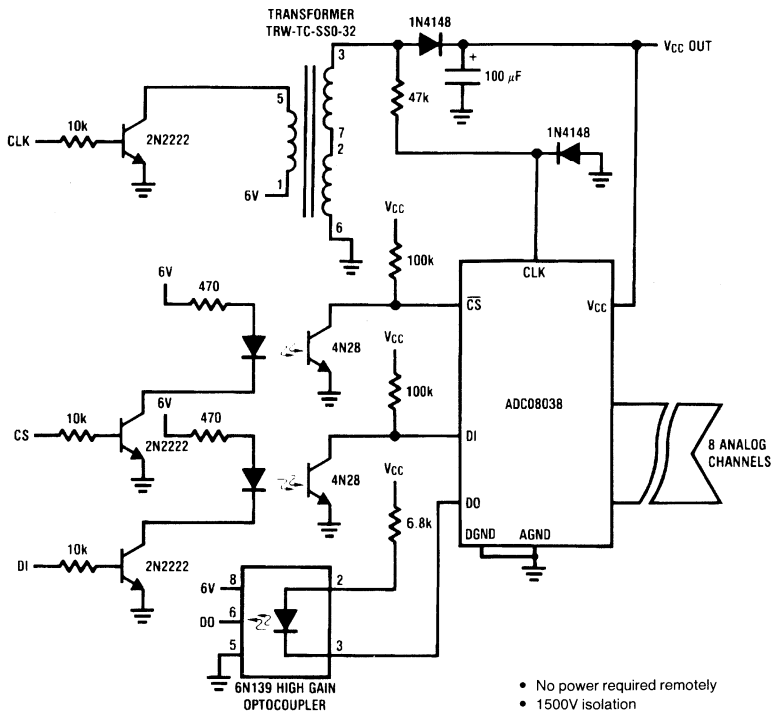 TRANSFORMER
TRW-TC-SS0-32
1N4148
3
VCC OUT
+
100 μF
5
47k
10k
2N2222
7
2
1N4148
CLK
1
6V
6
VCC
100k
CLK
6V
470
CS
VCC
4N28
VCC
ADC08038
100k
10k
6V
470
CS
2N2222
DI
8 ANALOG
CHANNELS
4N28
VCC
DO
6.8k
10k
DGND
AGND
DI
2N2222
6V
8
2
DO
6
5
3
6N139 HIGH GAIN
OPTOCOUPLER
• No power required remotely
• 1500V isolation